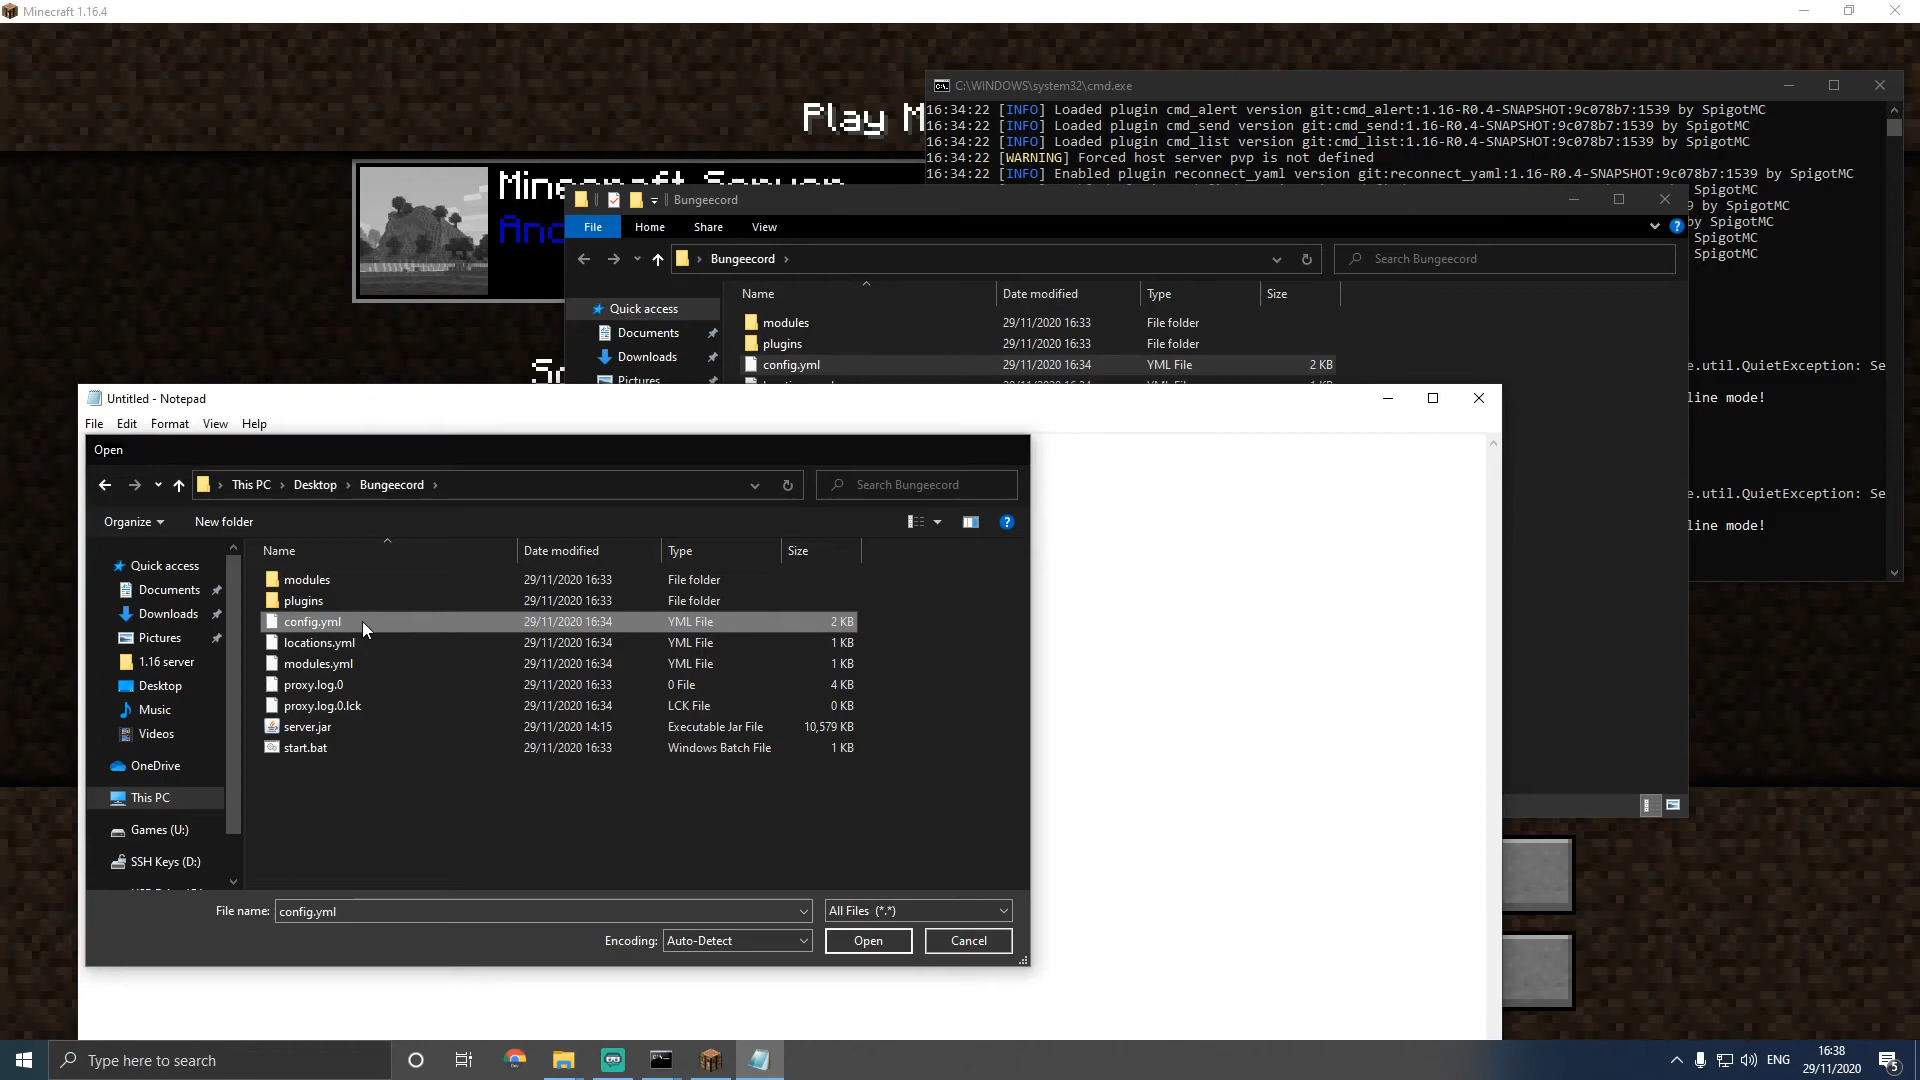 Minecraft 1.16.4
Play M
C:\WINDOWS\system32\cmd.exe
16:34:22 [INFO] Loaded plugin cmd_alert version git:cmd_alert:1.16-R0.4-SNAPSHOT:9c078b7:1539 by SpigotMC
16:34:22 [INFO] Loaded plugin cmd_send version git:cmd_send:1.16-R0.4-SNAPSHOT:9c078b7:1539 by SpigotMC
16:34:22 [INFO] Loaded plugin cmd_list version git:cmd_list:1.16-R0.4-SNAPSHOT:9c078b7:1539 by SpigotMC
16:34:22 [WARNING] Forced host server pvp is not defined
16:34:22 [INFO] Enabled plugin reconnect_yaml version git:reconnect_yaml:1.16-R0.4-SNAPSHOT:9c078b7:1539 by SpigotMC
SpigotMC
9 by SpigotMC
by SpigotMC
SpigotMC
SpigotMC
e.util.QuietException: Se
line mode!
e.util.QuietException: Se
line mode!
Minecraft Server
And
Bungeecord
File Home Share View
Bungeecord
Search Bungeecord
Name Date modified Type Size
Quick access
Documents
Downloads
Pictures
modules 29/11/2020 16:33 File folder
plugins 29/11/2020 16:33 File folder
config.yml 29/11/2020 16:34 YML File 2 KB
Untitled - Notepad
File Edit Format View Help
Open
This PC Desktop Bungeecord
Search Bungeecord
Organize New folder
Name Date modified Type Size
Quick access
Documents
Downloads
Pictures
1.16 server
Desktop
Music
Videos
OneDrive
This PC
Games (U:)
SSH Keys (D:)
modules 29/11/2020 16:33 File folder
plugins 29/11/2020 16:33 File folder
config.yml 29/11/2020 16:34 YML File 2 KB
locations.yml 29/11/2020 16:34 YML File 1 KB
modules.yml 29/11/2020 16:34 YML File 1 KB
proxy.log.0 29/11/2020 16:33 0 File 4 KB
proxy.log.0.lck 29/11/2020 16:34 LCK File 0 KB
server.jar 29/11/2020 14:15 Executable Jar File 10,579 KB
start.bat 29/11/2020 16:33 Windows Batch File 1 KB
File name: config.yml All Files (*.*)
Encoding: Auto-Detect Open Cancel
Type here to search
Dev
ENG
16:38
29/11/2020
5